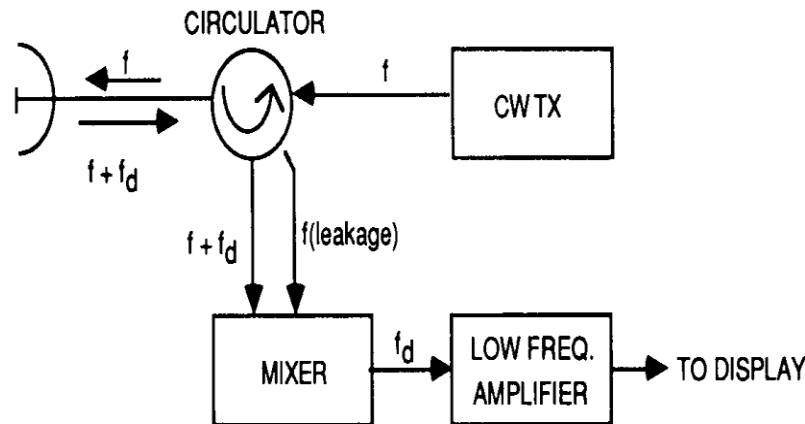 CIRCULATOR
f
f
CW TX
f + fd
f + fd
f(leakage)
MIXER
fd
LOW FREQ.
AMPLIFIER
TO DISPLAY